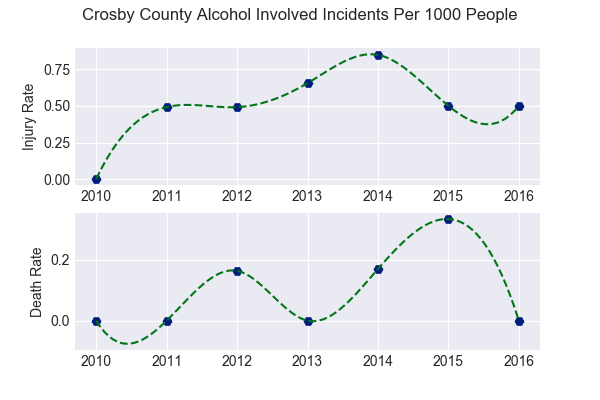 Crosby County Alcohol Involved Incidents Per 1000 People
Injury Rate
0.75
0.50
0.25
0.00
2010 2011 2012 2013 2014 2015 2016
Death Rate
0.2
0.0
2010 2011 2012 2013 2014 2015 2016